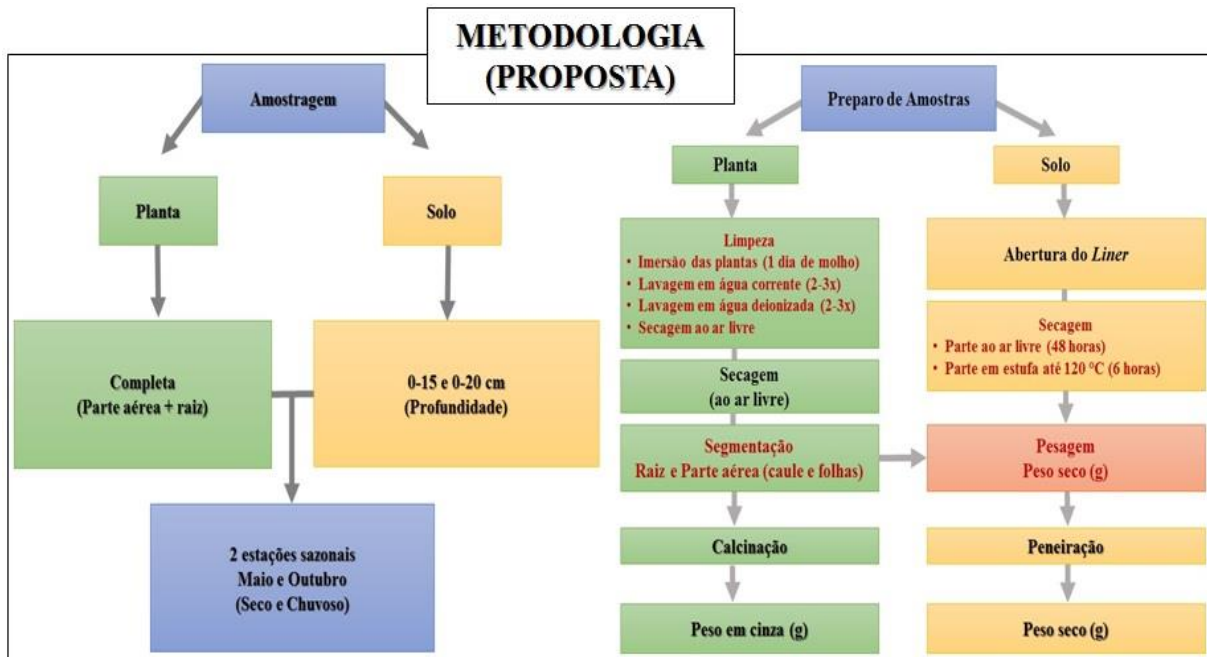 METODOLOGIA
(PROPOSTA)
Amostragem
Planta
Solo
Completa
(Parte aérea + raiz)
0-15 e 0-20 cm
(Profundidade)
2 estações sazonais
Maio e Outubro
(Seco e Chuvoso)
Preparo de Amostras
Planta
Solo
Limpeza
• Imersão das plantas (1 dia de molho)
• Lavagem em água corrente (2-3x)
• Lavagem em água deionizada (2-3x)
• Secagem ao ar livre
Secagem
(ao ar livre)
Segmentação
Raiz e Parte aérea (caule e folhas)
Calcinação
Peso em cinza (g)
Abertura do Liner
Secagem
• Parte ao ar livre (48 horas)
• Parte em estufa até 120 °C (6 horas)
Pesagem
Peso seco (g)
Peneiração
Peso seco (g)